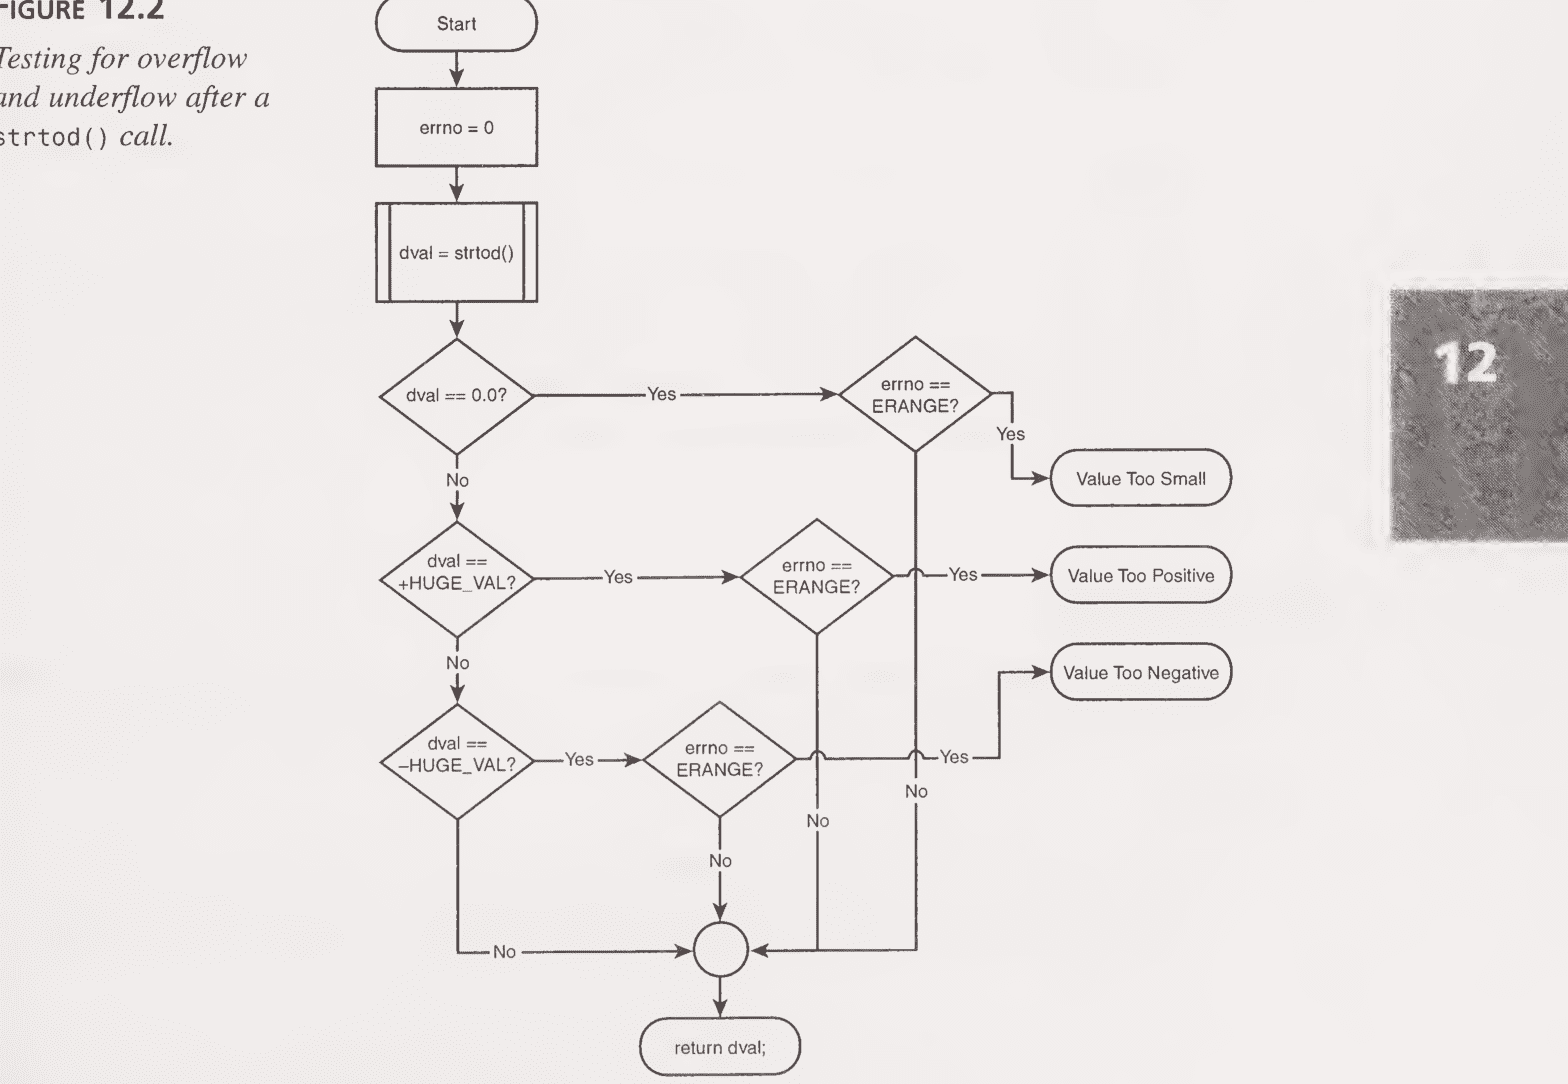 FIGURE 12.2
Testing for overflow
and underflow after a
strtod() call.
Start
errno = 0
dval = strtod()
dval == 0.0?
Yes
errno ==
ERANGE?
Yes
Value Too Small
No
dval ==
+HUGE_VAL?
Yes
errno ==
ERANGE?
Yes
Value Too Positive
No
Value Too Negative
dval ==
–HUGE_VAL?
Yes
errno ==
ERANGE?
Yes
No
No
No
No
return dval;
12